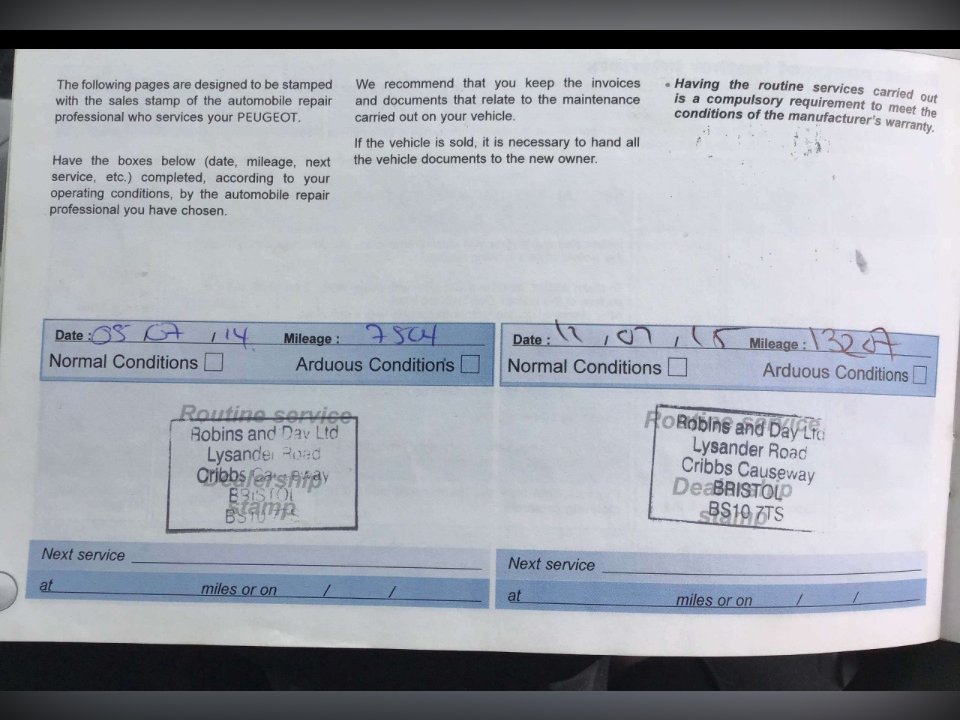 The following pages are designed to be stamped
with the sales stamp of the automobile repair
professional who services your PEUGEOT.
Have the boxes below (date, mileage, next
service, etc.) completed, according to your
operating conditions, by the automobile repair
professional you have chosen.
We recommend that you keep the invoices
and documents that relate to the maintenance
carried out on your vehicle.
If the vehicle is sold, it is necessary to hand all
the vehicle documents to the new owner.
• Having the routine services carried out
is a compulsory requirement to meet the
conditions of the manufacturer's warranty.
Date : 05 / 07 / 14 Mileage : 7504
Normal Conditions Arduous Conditions
Routine service
Dealership
stamp
Robins and Day Ltd
Lysander Road
Cribbs Causeway
BRISTOL
BS10 7TS
Next service
at miles or on / /
Date : / 07 / 15 Mileage : 13207
Normal Conditions Arduous Conditions
Routine service
Dealership
stamp
Robins and Day Ltd
Lysander Road
Cribbs Causeway
BRISTOL
BS10 7TS
Next service
at miles or on / /